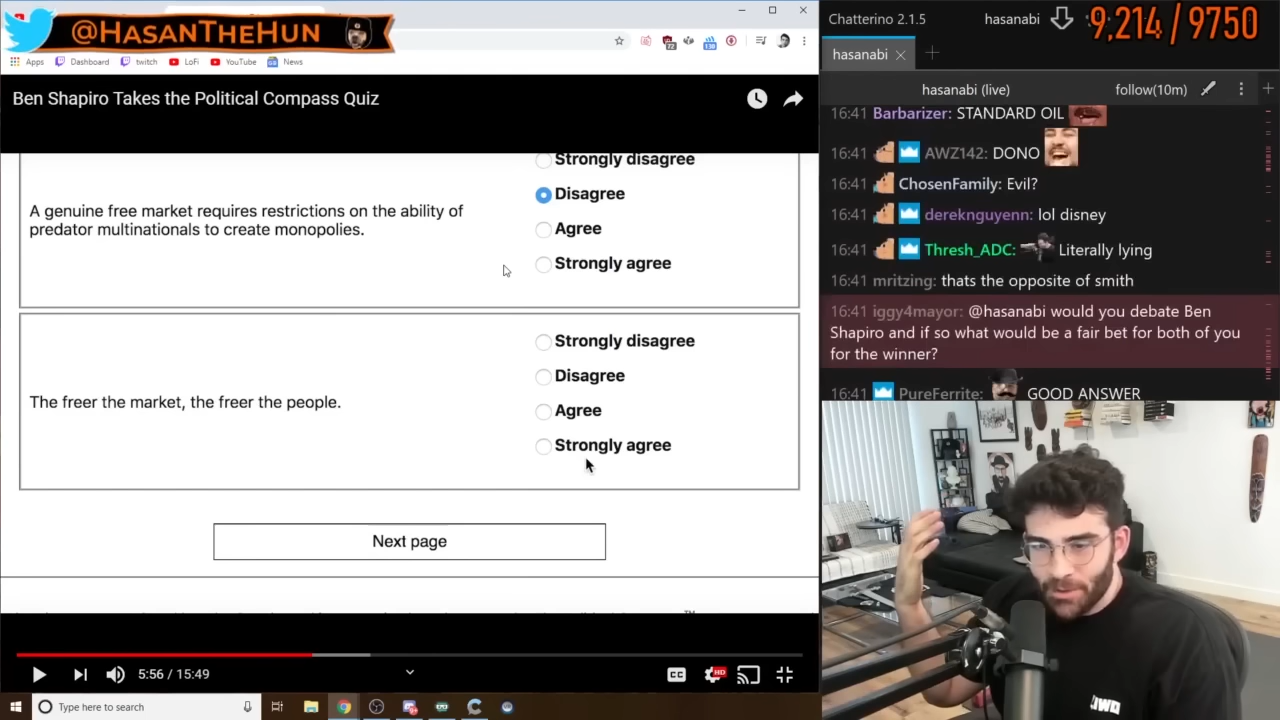 @HASANTHEHUN
Apps
Dashboard
twitch
LoFi
YouTube
News
72
138
Ben Shapiro Takes the Political Compass Quiz
Strongly disagree
Disagree
Agree
Strongly agree
A genuine free market requires restrictions on the ability of
predator multinationals to create monopolies.
Strongly disagree
Disagree
Agree
Strongly agree
The freer the market, the freer the people.
Next page
5:56 / 15:49
CC
HD
Type here to search
Chatterino 2.1.5
hasanabi
9,214 / 9750
hasanabi
hasanabi (live)
follow(10m)
16:41 Barbarizer: STANDARD OIL
16:41 AWZ142: DONO
16:41 ChosenFamily: Evil?
16:41 dereknguyenn: lol disney
16:41 Thresh_ADC: Literally lying
16:41 mritzing: thats the opposite of smith
16:41 iggy4mayor: @hasanabi would you debate Ben
Shapiro and if so what would be a fair bet for both of you
for the winner?
16:41 PureFerrite: GOOD ANSWER